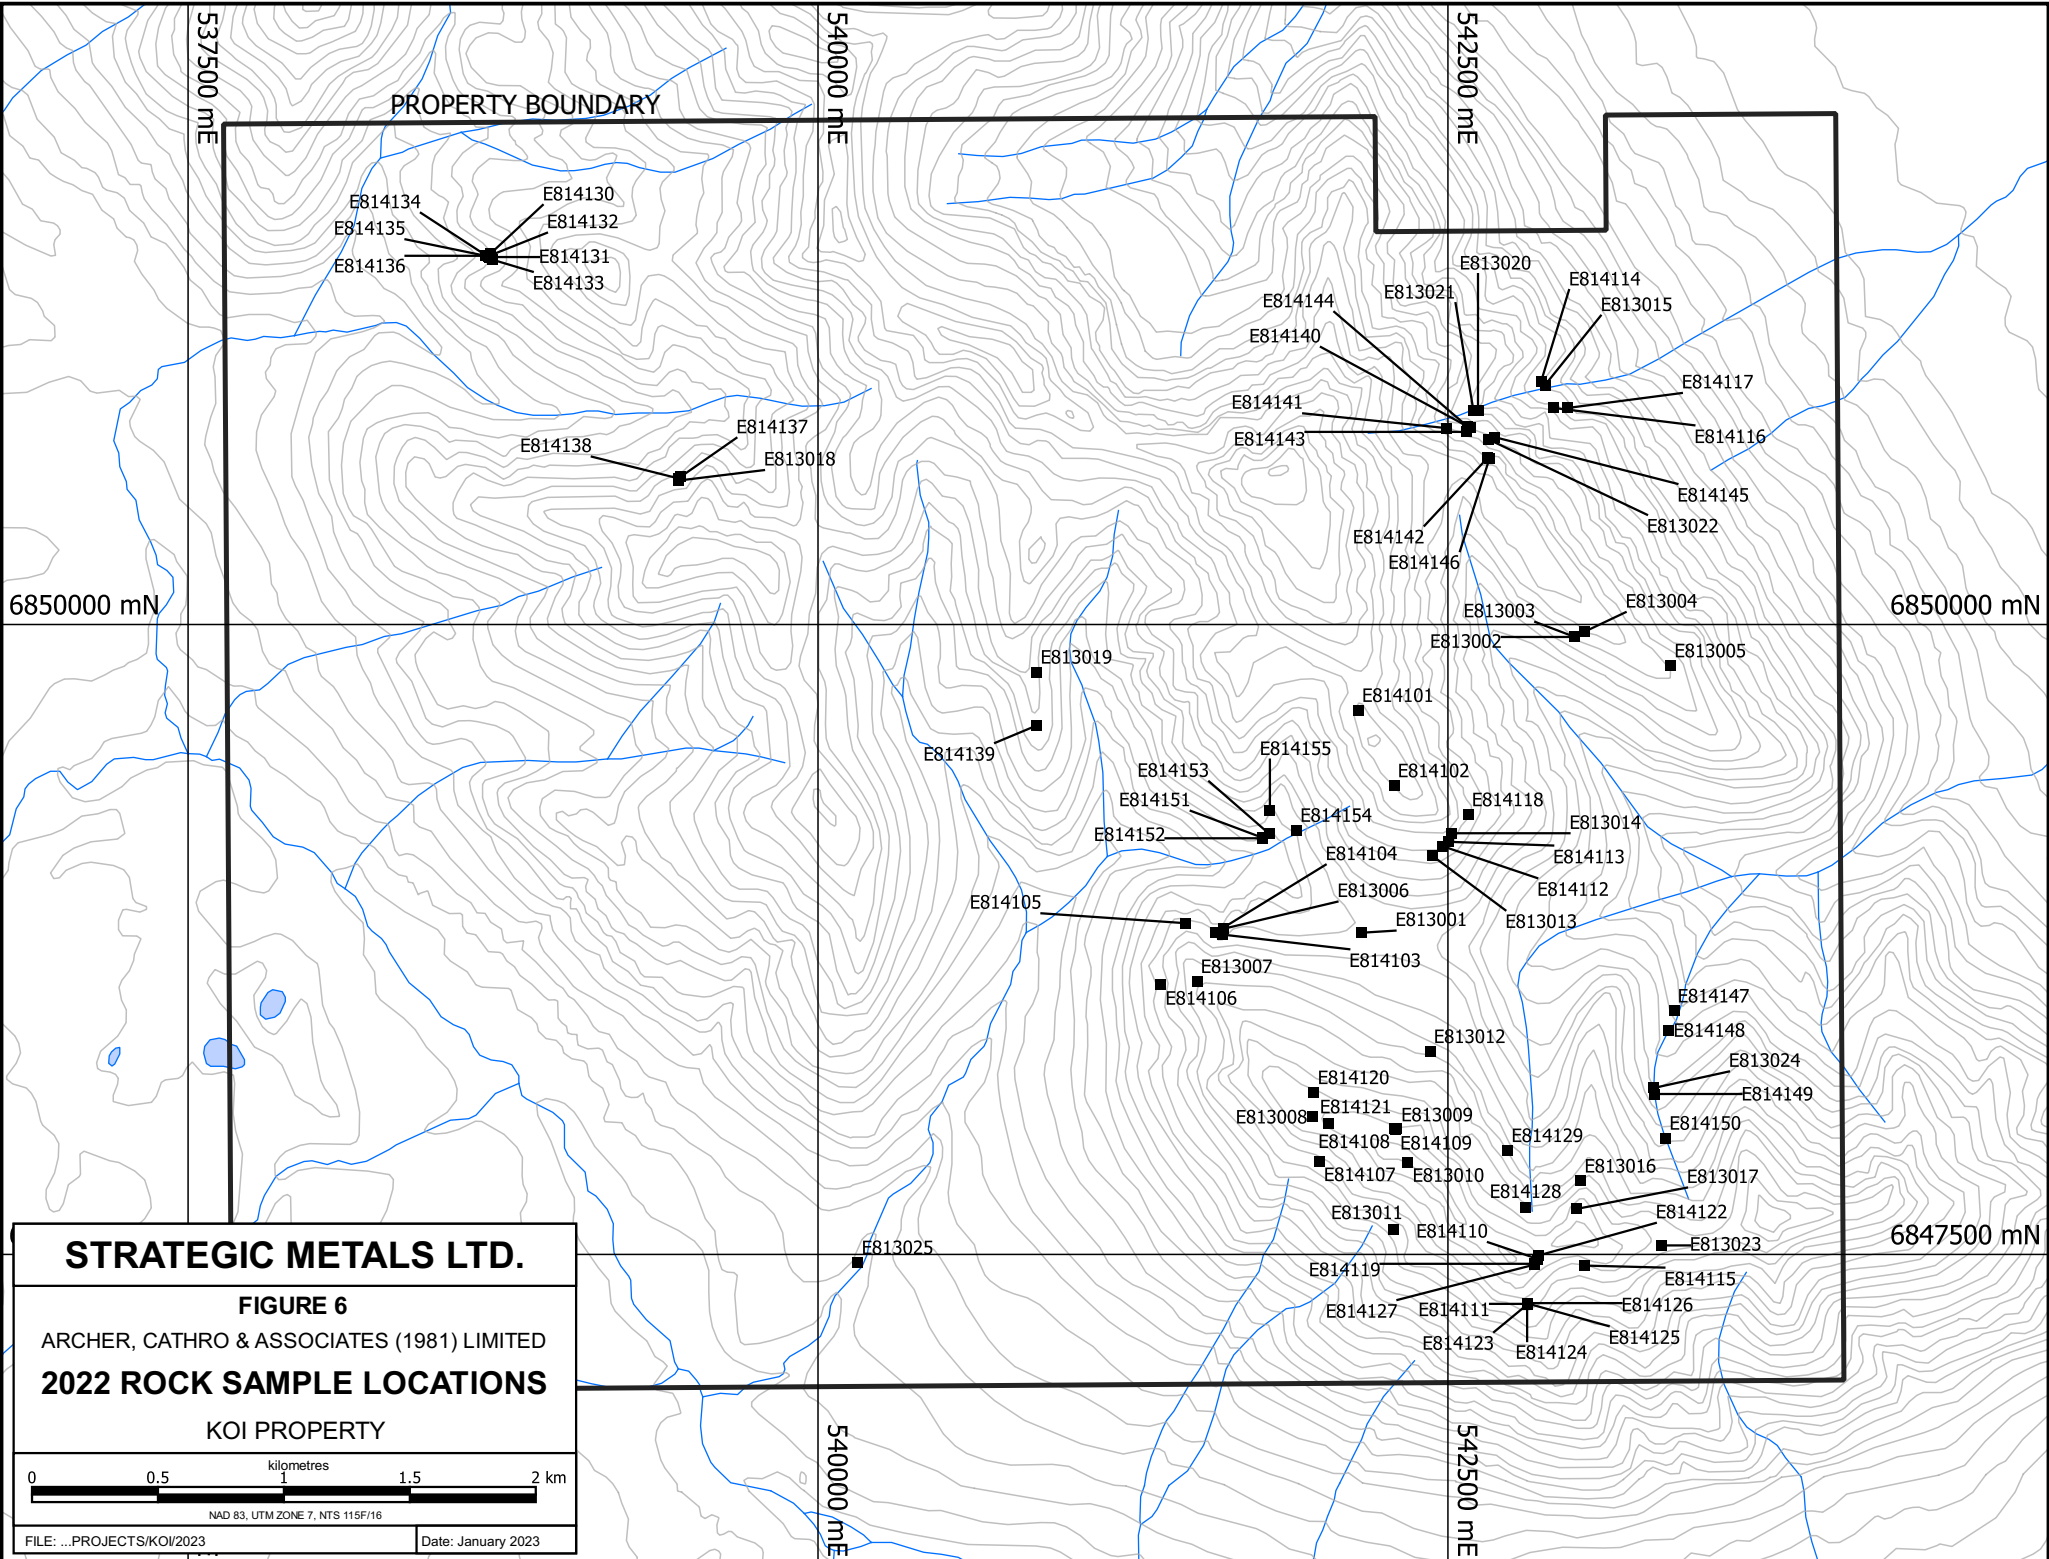 537500 mE
540000 mE
542500 mE
PROPERTY BOUNDARY
E814134
E814130
E814135
E814132
E814136
E814131
E814133
E813020
E814114
E813021
E813015
E814144
E814140
E814117
E814141
E814116
E814143
E814137
E814138
E813018
E814145
E813022
E814142
E814146
6850000 mN
6850000 mN
E813003
E813004
E813002
E813005
E813019
E814101
E814139
E814155
E814153
E814102
E814151
E814118
E814152
E814154
E813014
E814104
E814113
E813006
E814112
E814105
E813001
E813013
E814103
E813007
E814106
E814147
E814148
E813012
E813024
E814120
E814149
E813008
E814121
E813009
E814150
E814108
E814109
E814129
E814107
E813010
E813016
E813017
E814128
E813011
E814122
E814110
6847500 mN
E813025
E813023
E814119
E814115
E814127
E814111
E814126
E814123
E814125
E814124
STRATEGIC METALS LTD.
FIGURE 6
ARCHER, CATHRO & ASSOCIATES (1981) LIMITED
2022 ROCK SAMPLE LOCATIONS
KOI PROPERTY
kilometres
0 0.5 1 1.5 2 km
NAD 83, UTM ZONE 7, NTS 115F/16
FILE: ...PROJECTS/KOI/2023
Date: January 2023
540000 mE
542500 mE